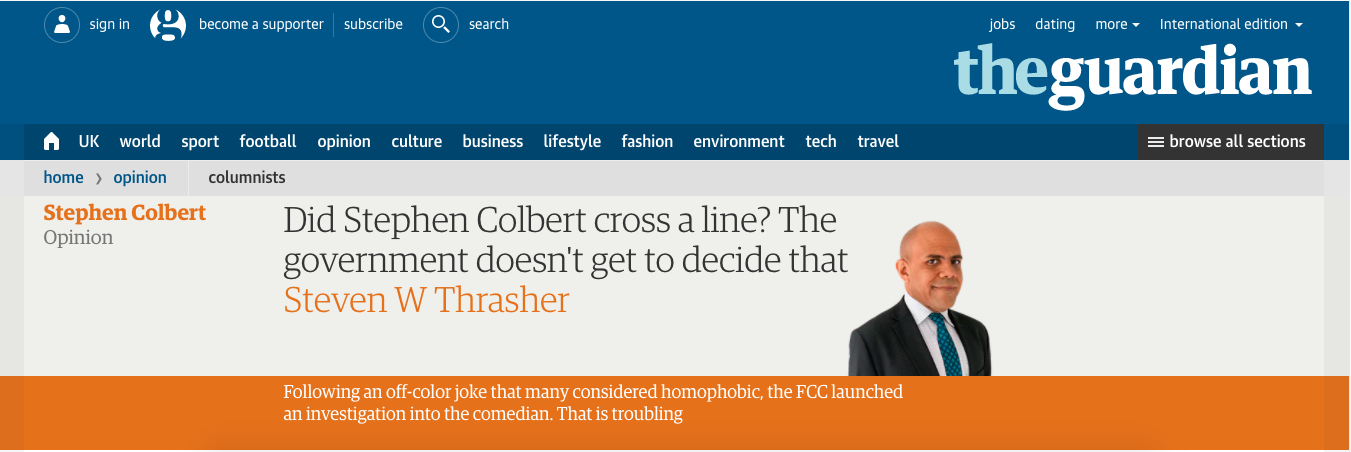 sign in become a supporter subscribe search jobs dating more International edition
theguardian
UK world sport football opinion culture business lifestyle fashion environment tech travel browse all sections
home opinion columnists
Stephen Colbert
Opinion
Did Stephen Colbert cross a line? The
government doesn't get to decide that
Steven W Thrasher
Following an off-color joke that many considered homophobic, the FCC launched
an investigation into the comedian. That is troubling